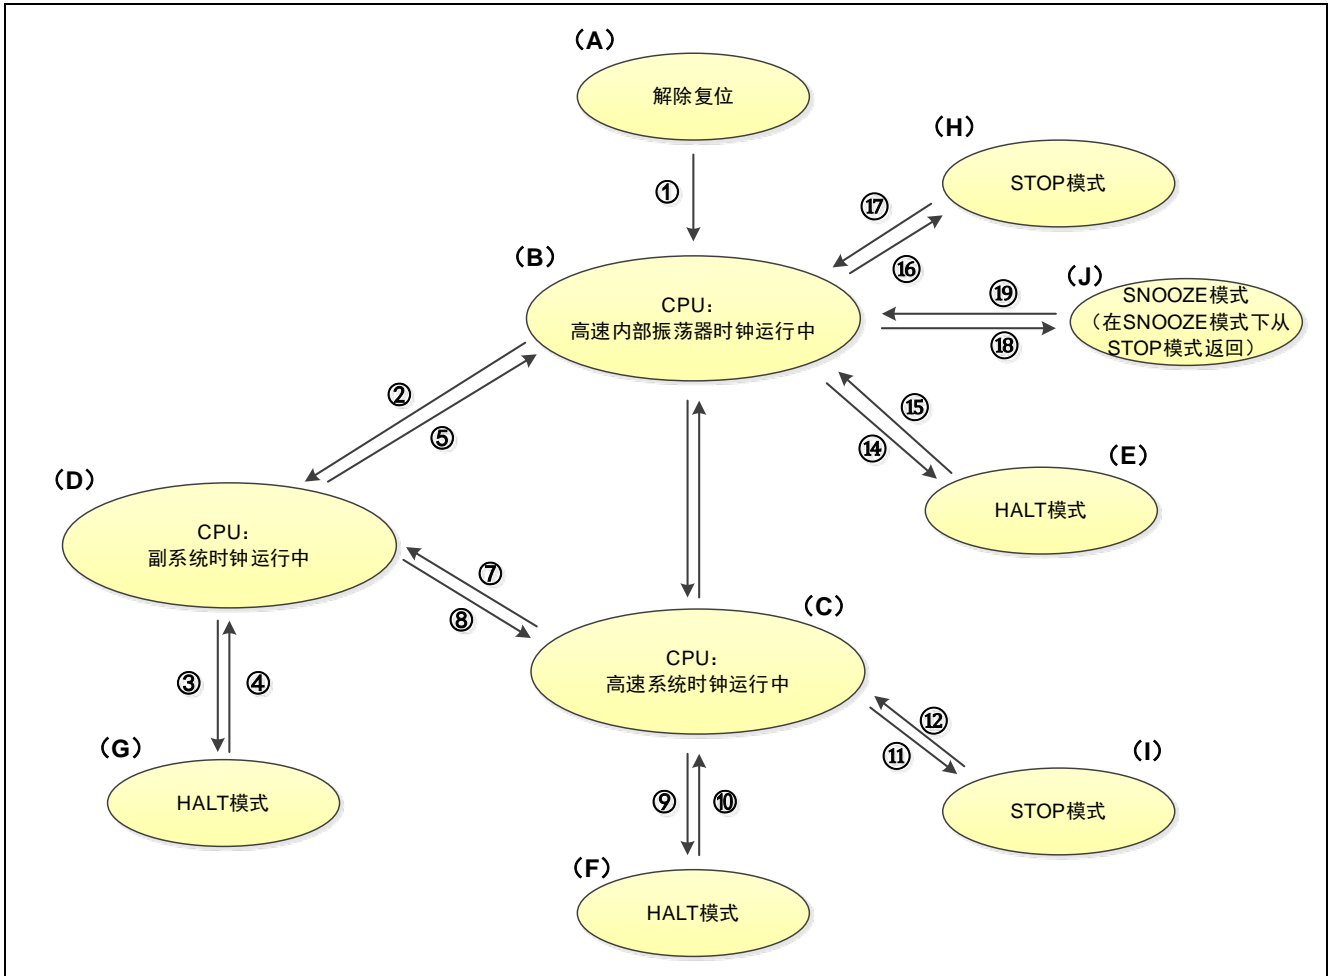 （A）
解除复位
（H）
①
STOP模式
⑰
（B）
⑯
（J）
CPU：
高速内部振荡器时钟运行中
⑲
SNOOZE模式
（在SNOOZE模式下从
STOP模式返回）
⑱
②
⑤
⑮
⑭
（E）
HALT模式
（D）
CPU：
副系统时钟运行中
⑦
⑧
（C）
CPU：
高速系统时钟运行中
③
④
⑫
⑪
（G）
HALT模式
（I）
STOP模式
⑨
⑩
（F）
HALT模式